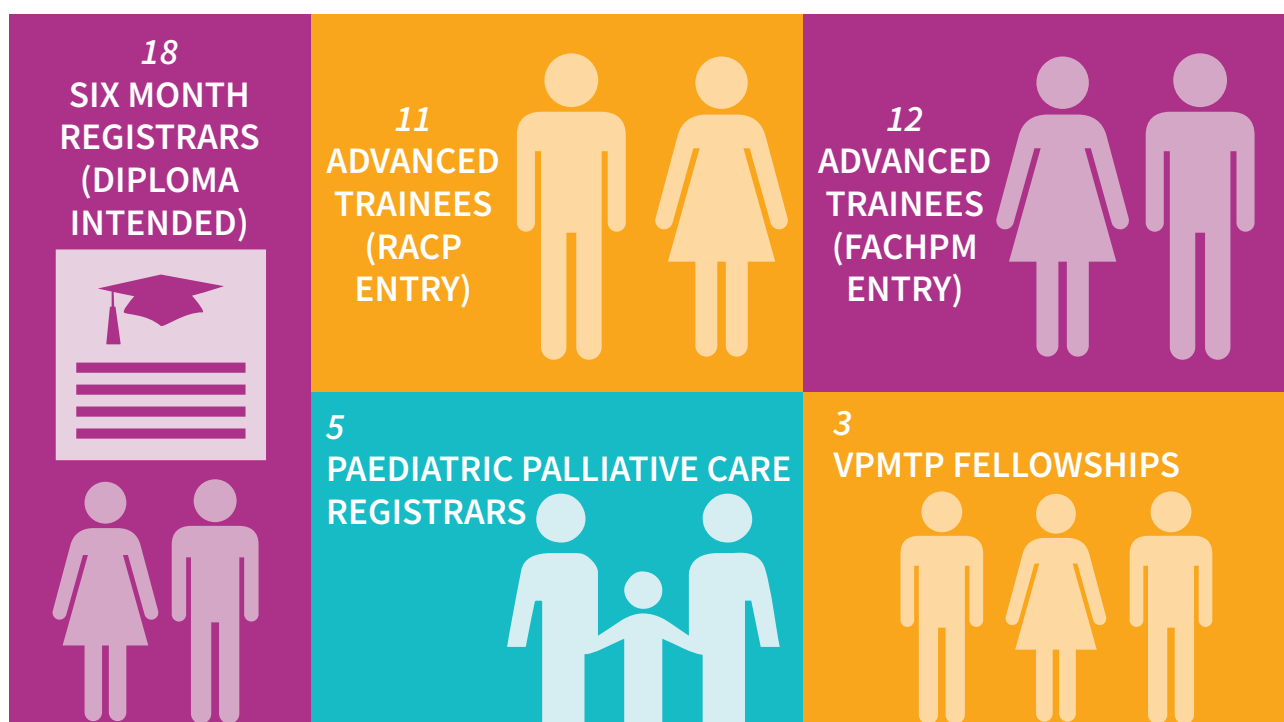 18
SIX MONTH
REGISTRARS
(DIPLOMA
INTENDED)
11
ADVANCED
TRAINEES
(RACP
ENTRY)
12
ADVANCED
TRAINEES
(FACHPM
ENTRY)
5
PAEDIATRIC PALLIATIVE CARE
REGISTRARS
3
VPMTP FELLOWSHIPS